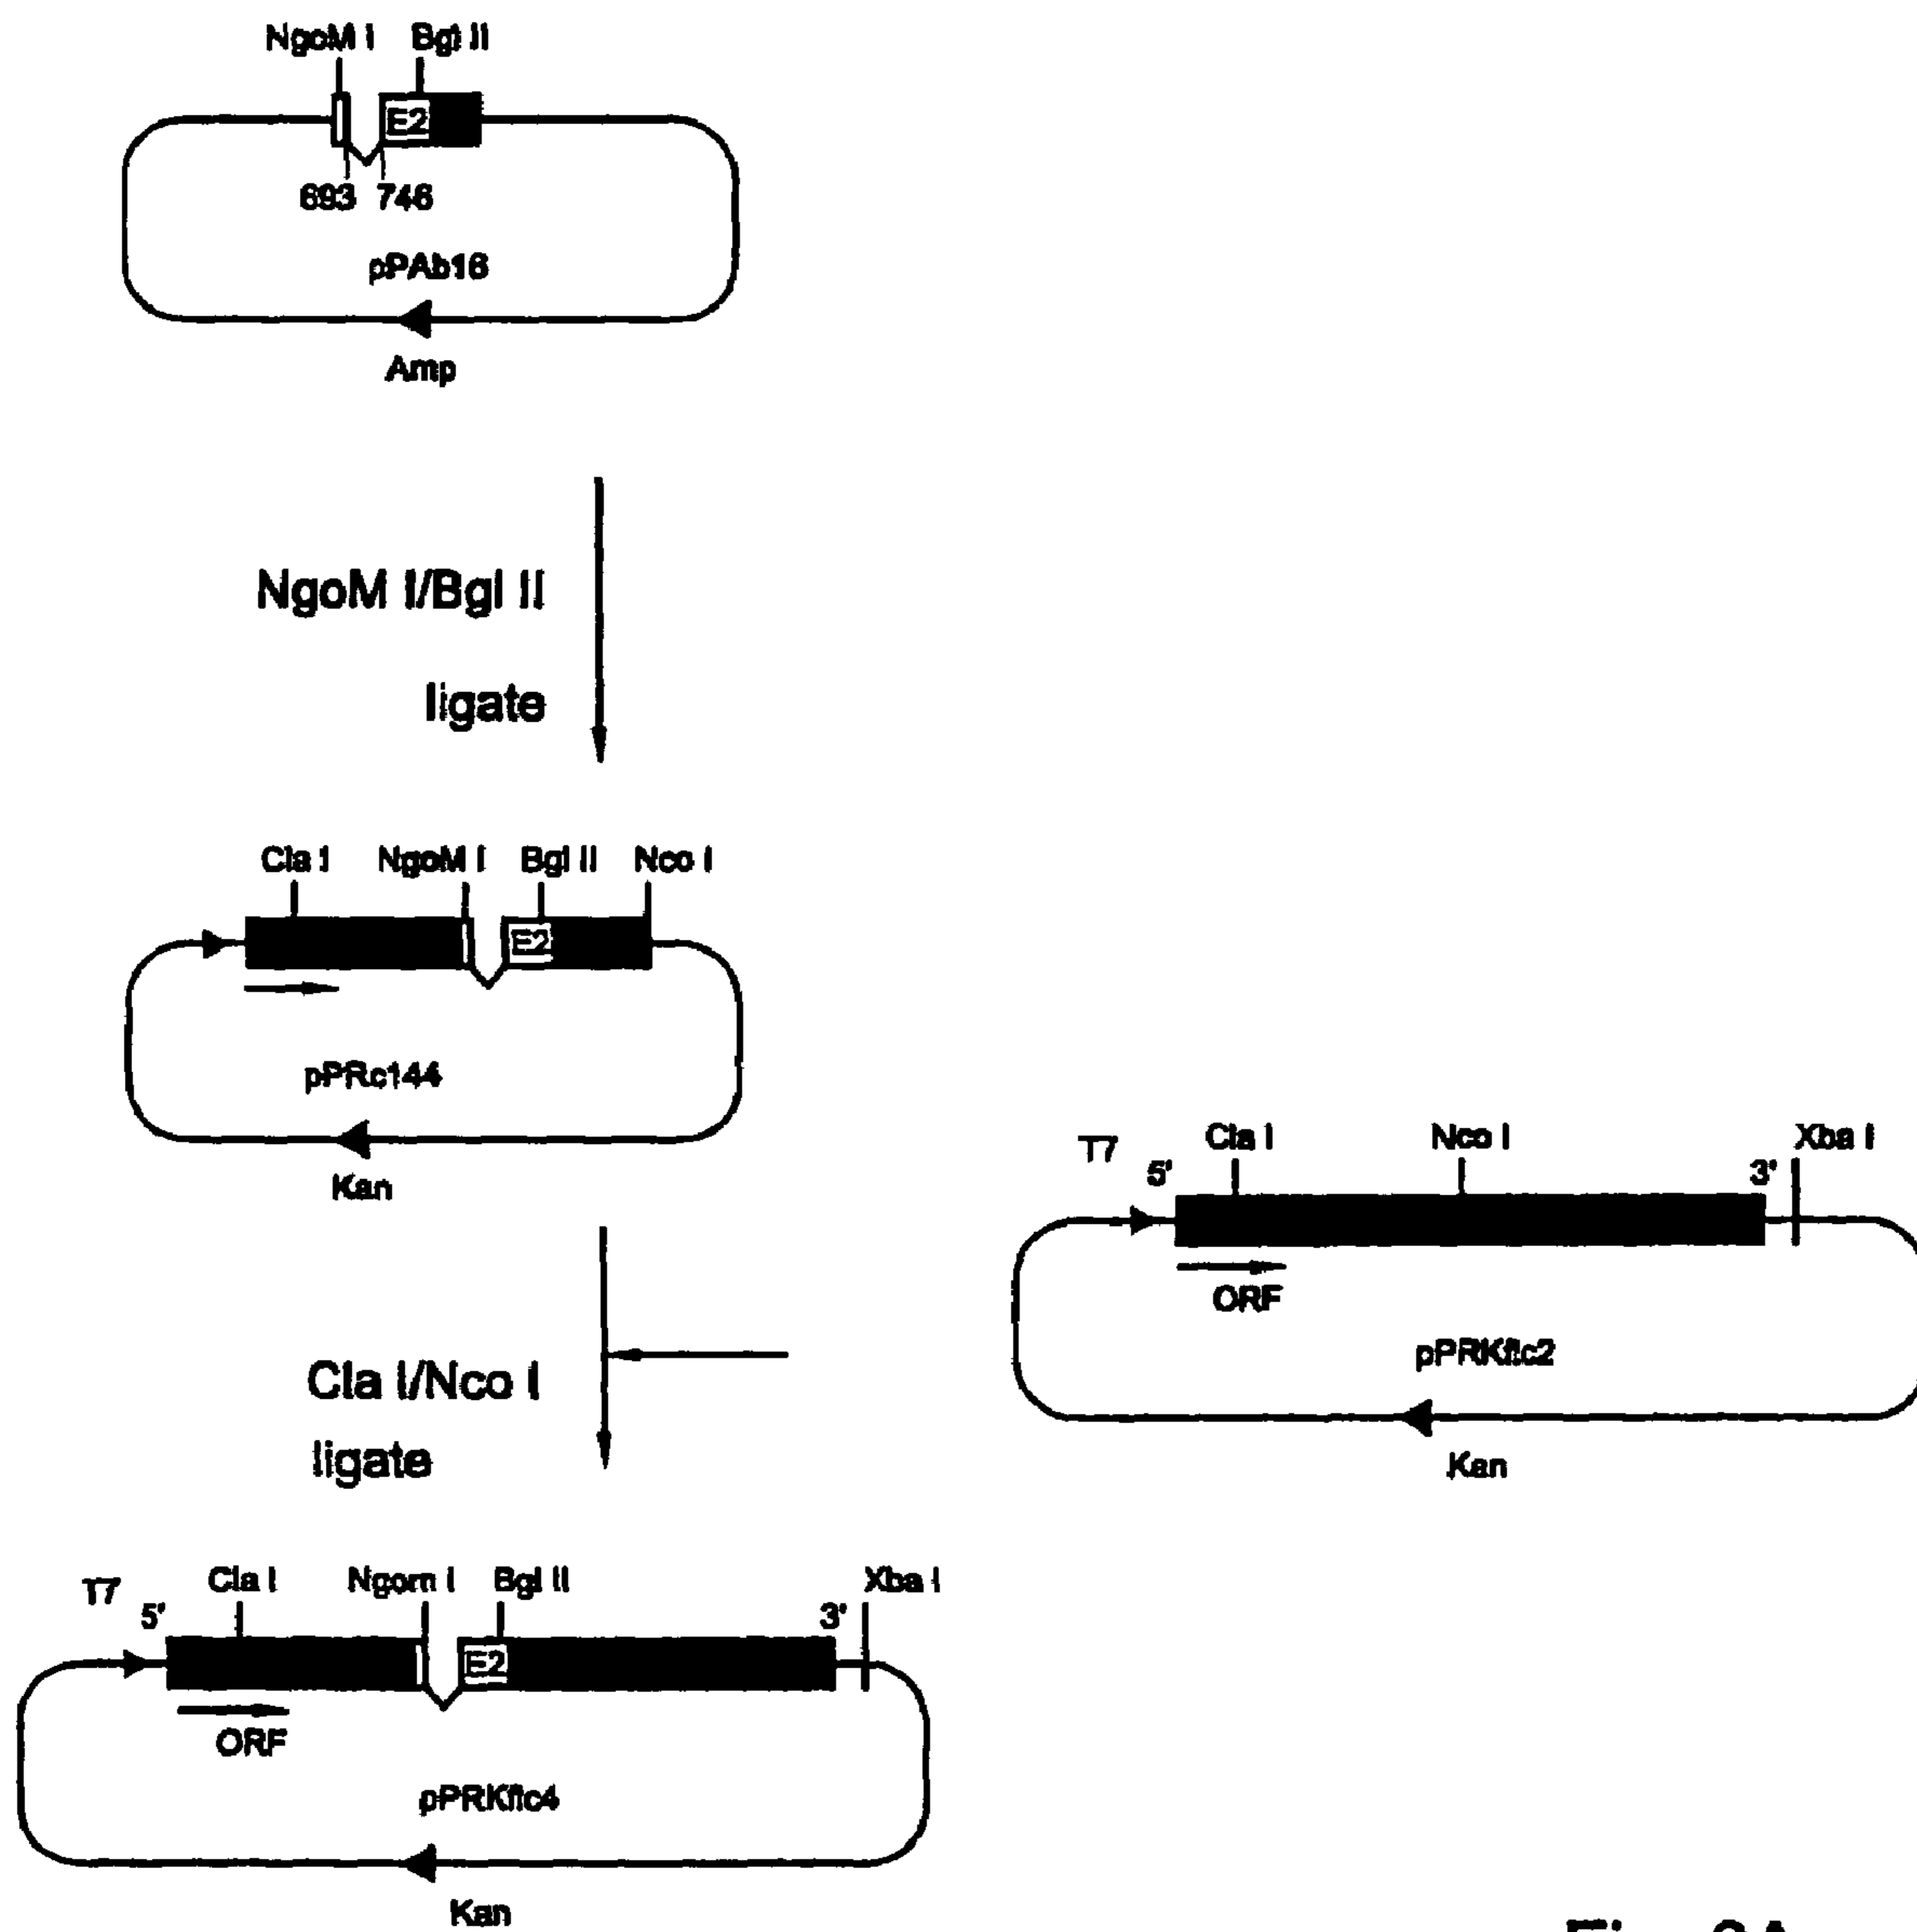 NgoM I Bgl II
E2
693 746
pPAb16
Amp
NgoM I/Bgl II
ligate
Cla I NgoM I Bgl II Nco I
E2
pPRc144
Kan
T7 5' Cla I Nco I 3' Xba I
ORF
pPRKflc2
Kan
Cla I/Nco I
ligate
T7 5' Cla I Ngom I Bgl II 3' Xba I
E2
ORF
pPRKflc4
Kan